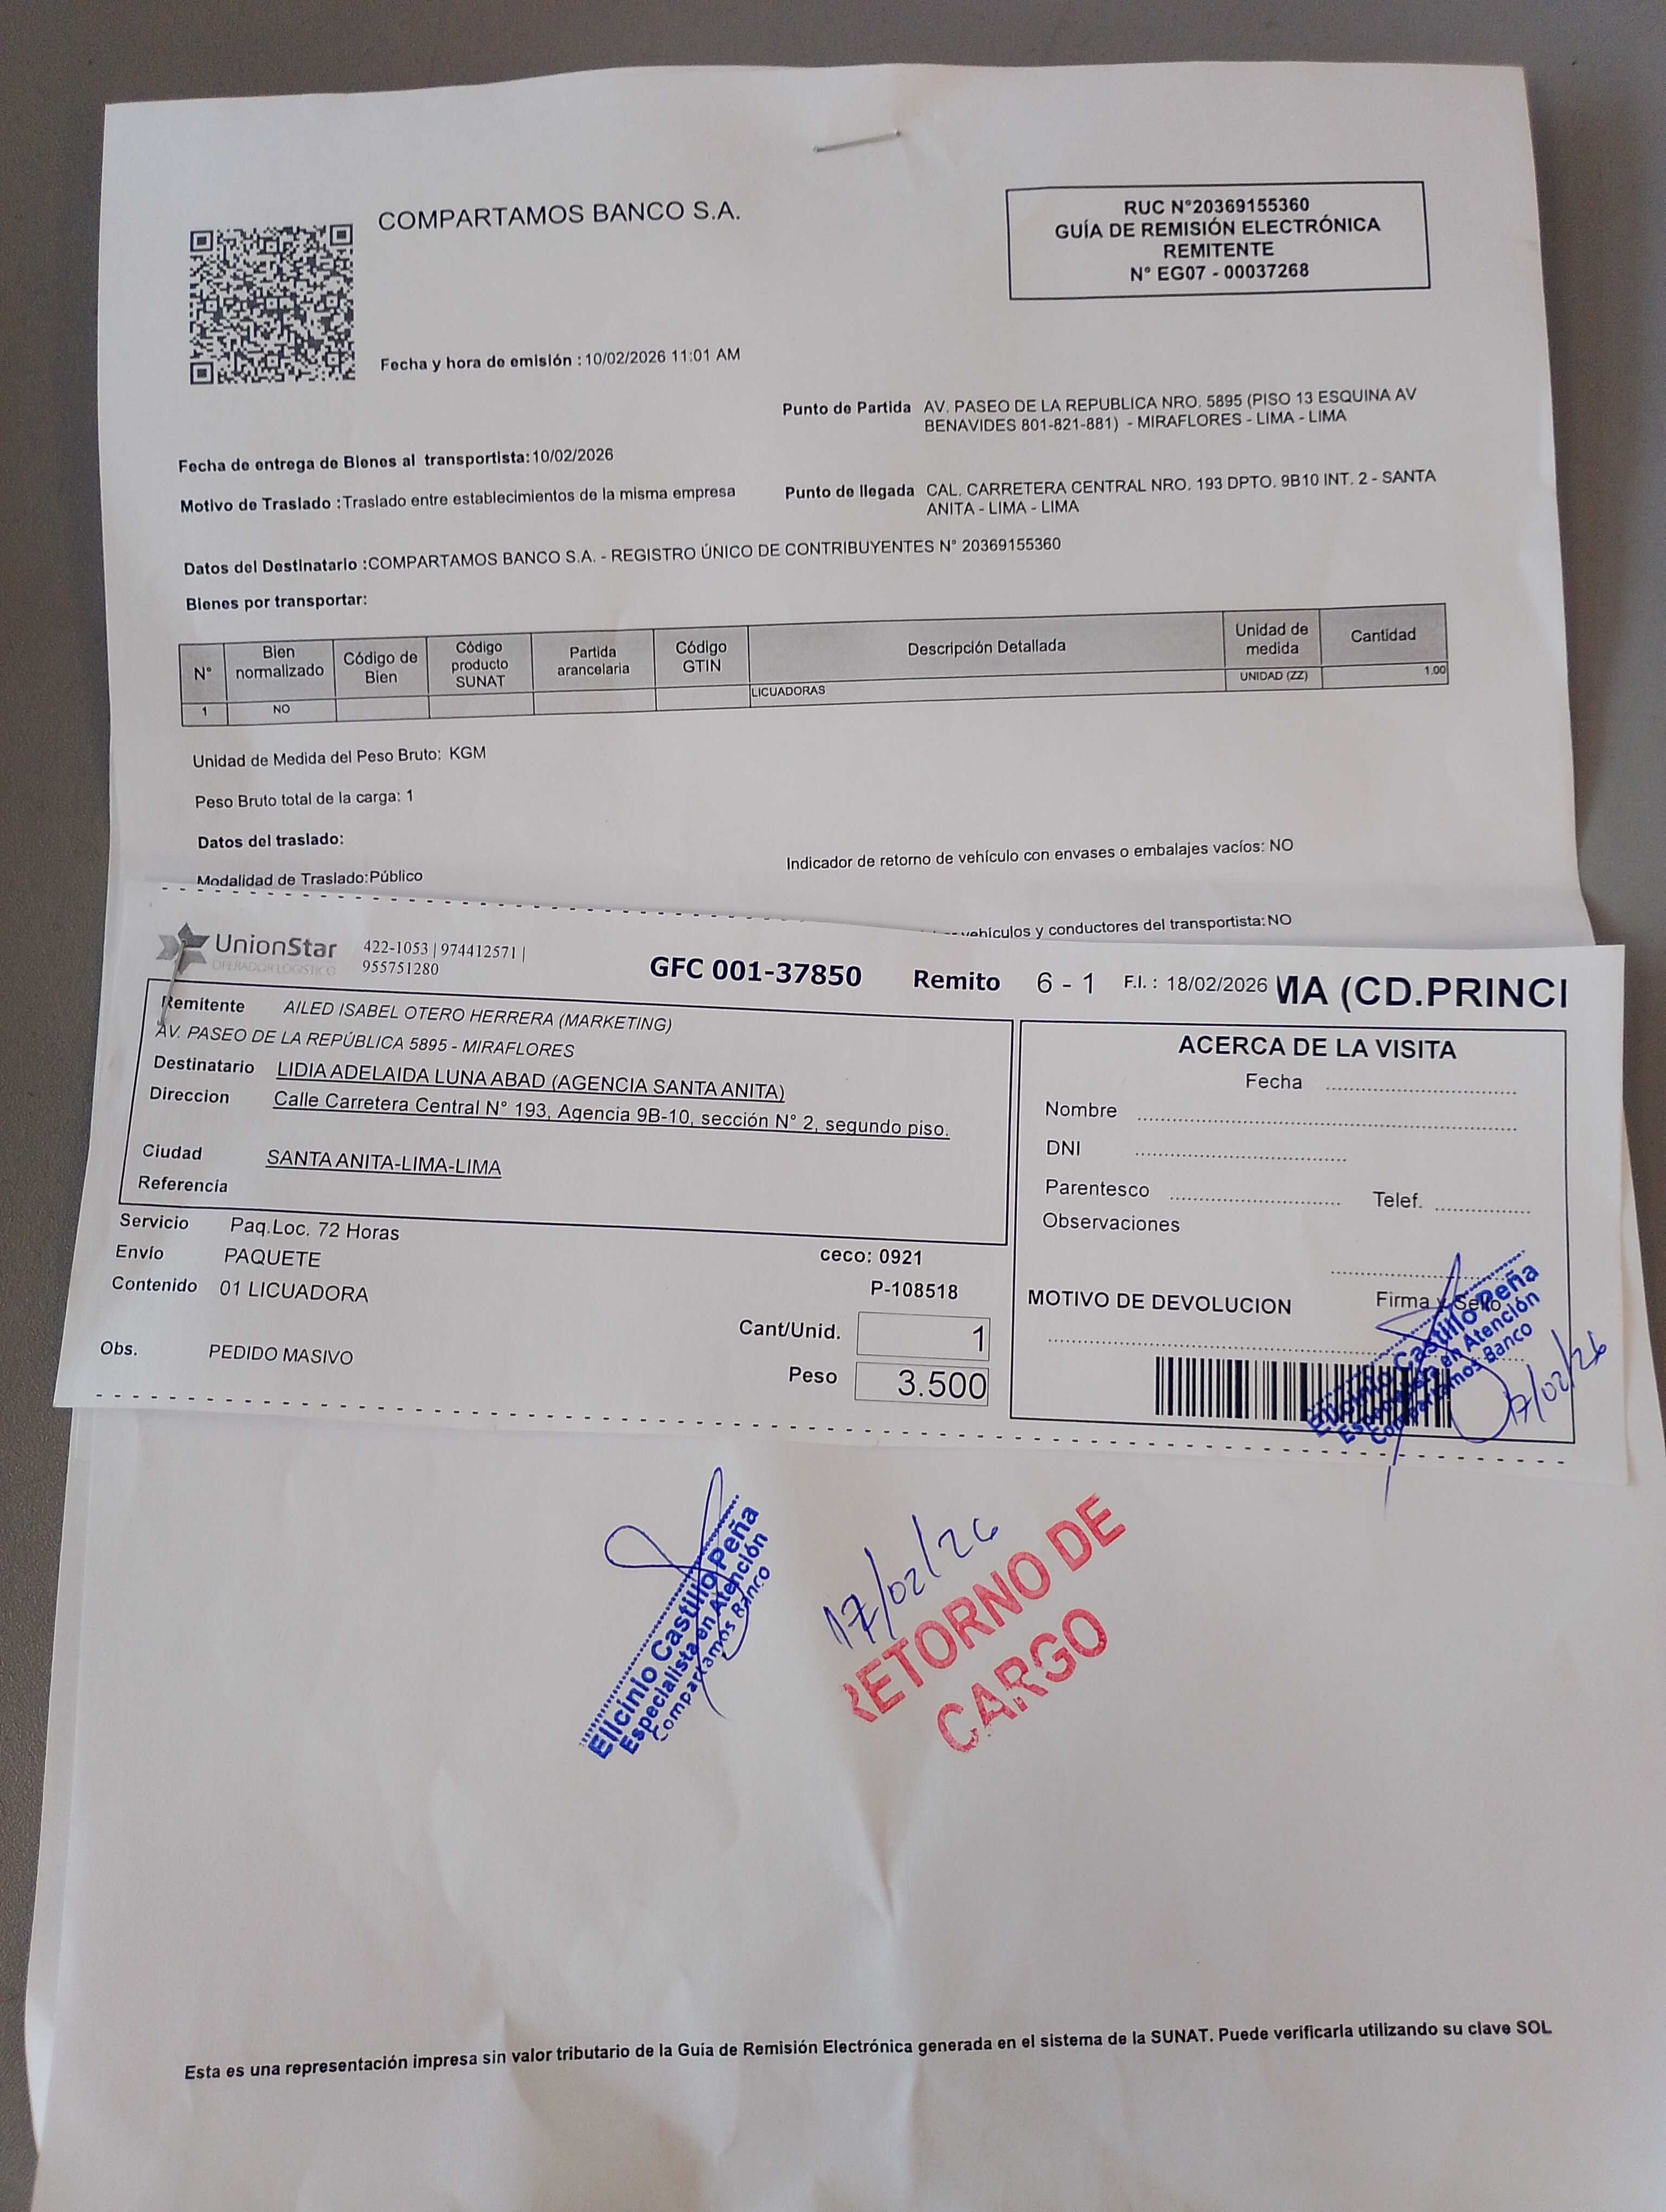 COMPARTAMOS BANCO S.A.
RUC N°20369155360
GUÍA DE REMISIÓN ELECTRÓNICA
REMITENTE
N° EG07 - 00037268
Fecha y hora de emisión : 10/02/2026 11:01 AM
Punto de Partida AV. PASEO DE LA REPUBLICA NRO. 5895 (PISO 13 ESQUINA AV
BENAVIDES 801-821-881) - MIRAFLORES - LIMA - LIMA
Fecha de entrega de Bienes al transportista:10/02/2026
Motivo de Traslado :Traslado entre establecimientos de la misma empresa
Punto de llegada CAL. CARRETERA CENTRAL NRO. 193 DPTO. 9B10 INT. 2 - SANTA
ANITA - LIMA - LIMA
Datos del Destinatario :COMPARTAMOS BANCO S.A. - REGISTRO ÚNICO DE CONTRIBUYENTES N° 20369155360
Bienes por transportar:
N° Bien normalizado Código de Bien Código producto SUNAT Partida arancelaria Código GTIN Descripción Detallada Unidad de medida Cantidad
1 NO LICUADORAS UNIDAD (ZZ) 1.00
Unidad de Medida del Peso Bruto: KGM
Peso Bruto total de la carga: 1
Datos del traslado:
Indicador de retorno de vehículo con envases o embalajes vacíos: NO
Modalidad de Traslado:Público
vehículos y conductores del transportista:NO
UnionStar
OPERADOR LOGISTICO
422-1053 | 974412571 |
955751280
GFC 001-37850 Remito 6 - 1 F.I. : 18/02/2026 MA (CD.PRINCI
Remitente AILED ISABEL OTERO HERRERA (MARKETING)
AV. PASEO DE LA REPÚBLICA 5895 - MIRAFLORES
Destinatario LIDIA ADELAIDA LUNA ABAD (AGENCIA SANTA ANITA)
Direccion Calle Carretera Central N° 193, Agencia 9B-10, sección N° 2, segundo piso.
Ciudad SANTA ANITA-LIMA-LIMA
Referencia
Servicio Paq.Loc. 72 Horas
Envío PAQUETE
Contenido 01 LICUADORA
Obs. PEDIDO MASIVO
ceco: 0921
P-108518
Cant/Unid. 1
Peso 3.500
ACERCA DE LA VISITA
Fecha
Nombre
DNI
Parentesco Telef.
Observaciones
Firma y Sello
MOTIVO DE DEVOLUCION
Elicinio Castillo Peña
Especialista en Atención
Compartamos Banco
17/02/26
Elicinio Castillo Peña
Especialista en Atención
Compartamos Banco
17/02/26
RETORNO DE
CARGO
Esta es una representación impresa sin valor tributario de la Guía de Remisión Electrónica generada en el sistema de la SUNAT. Puede verificarla utilizando su clave SOL